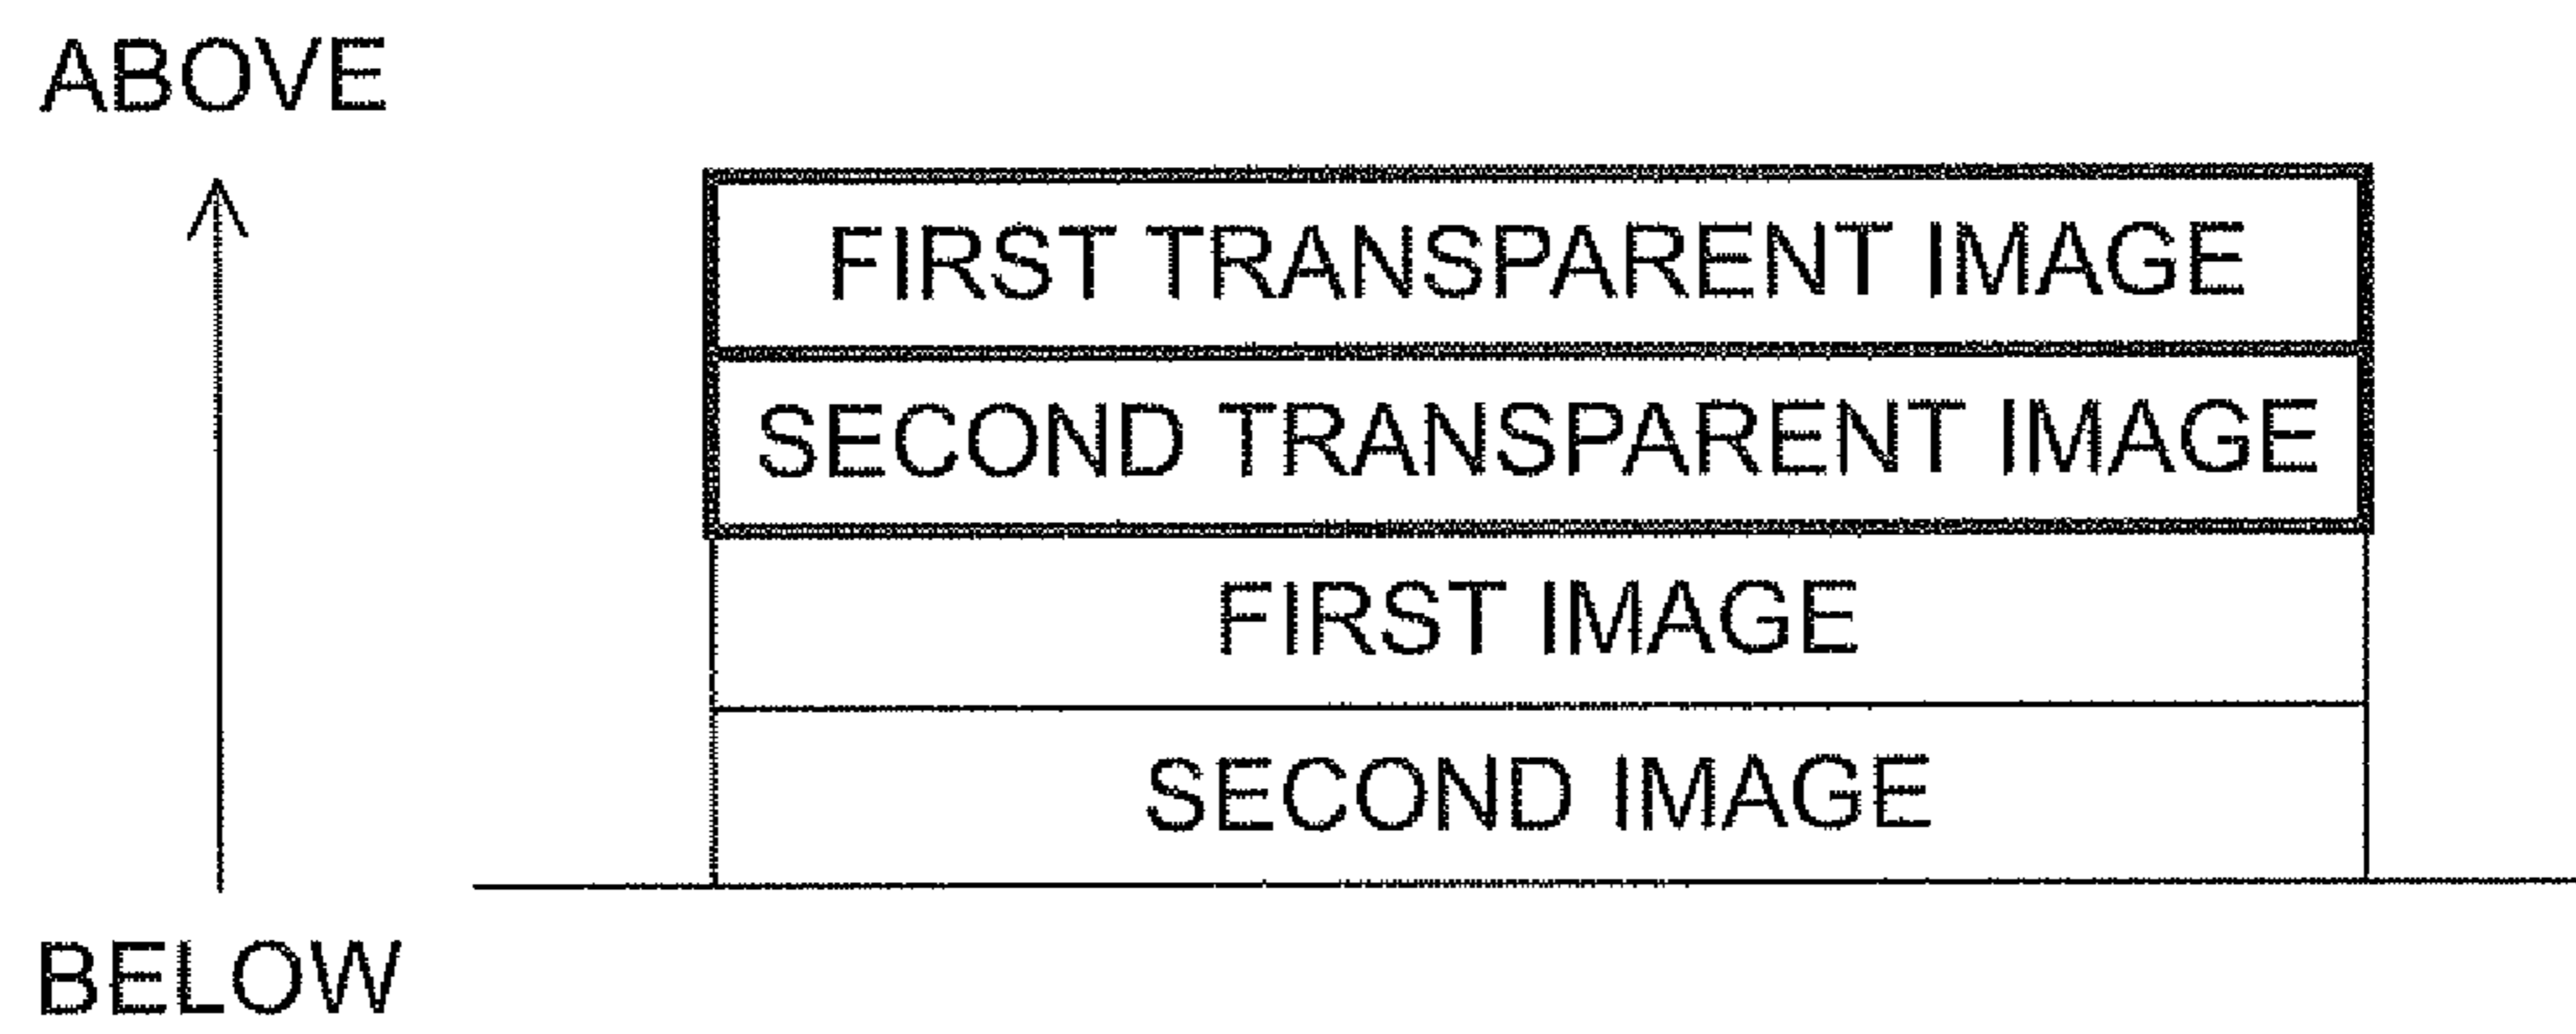 ABOVE
FIRST TRANSPARENT IMAGE
SECOND TRANSPARENT IMAGE
FIRST IMAGE
SECOND IMAGE
BELOW